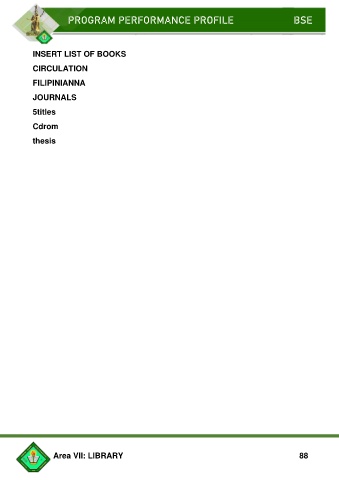 PROGRAM PERFORMANCE PROFILE BSE
INSERT LIST OF BOOKS
CIRCULATION
FILIPINIANNA
JOURNALS
5titles
Cdrom
thesis
Area VII: LIBRARY 88